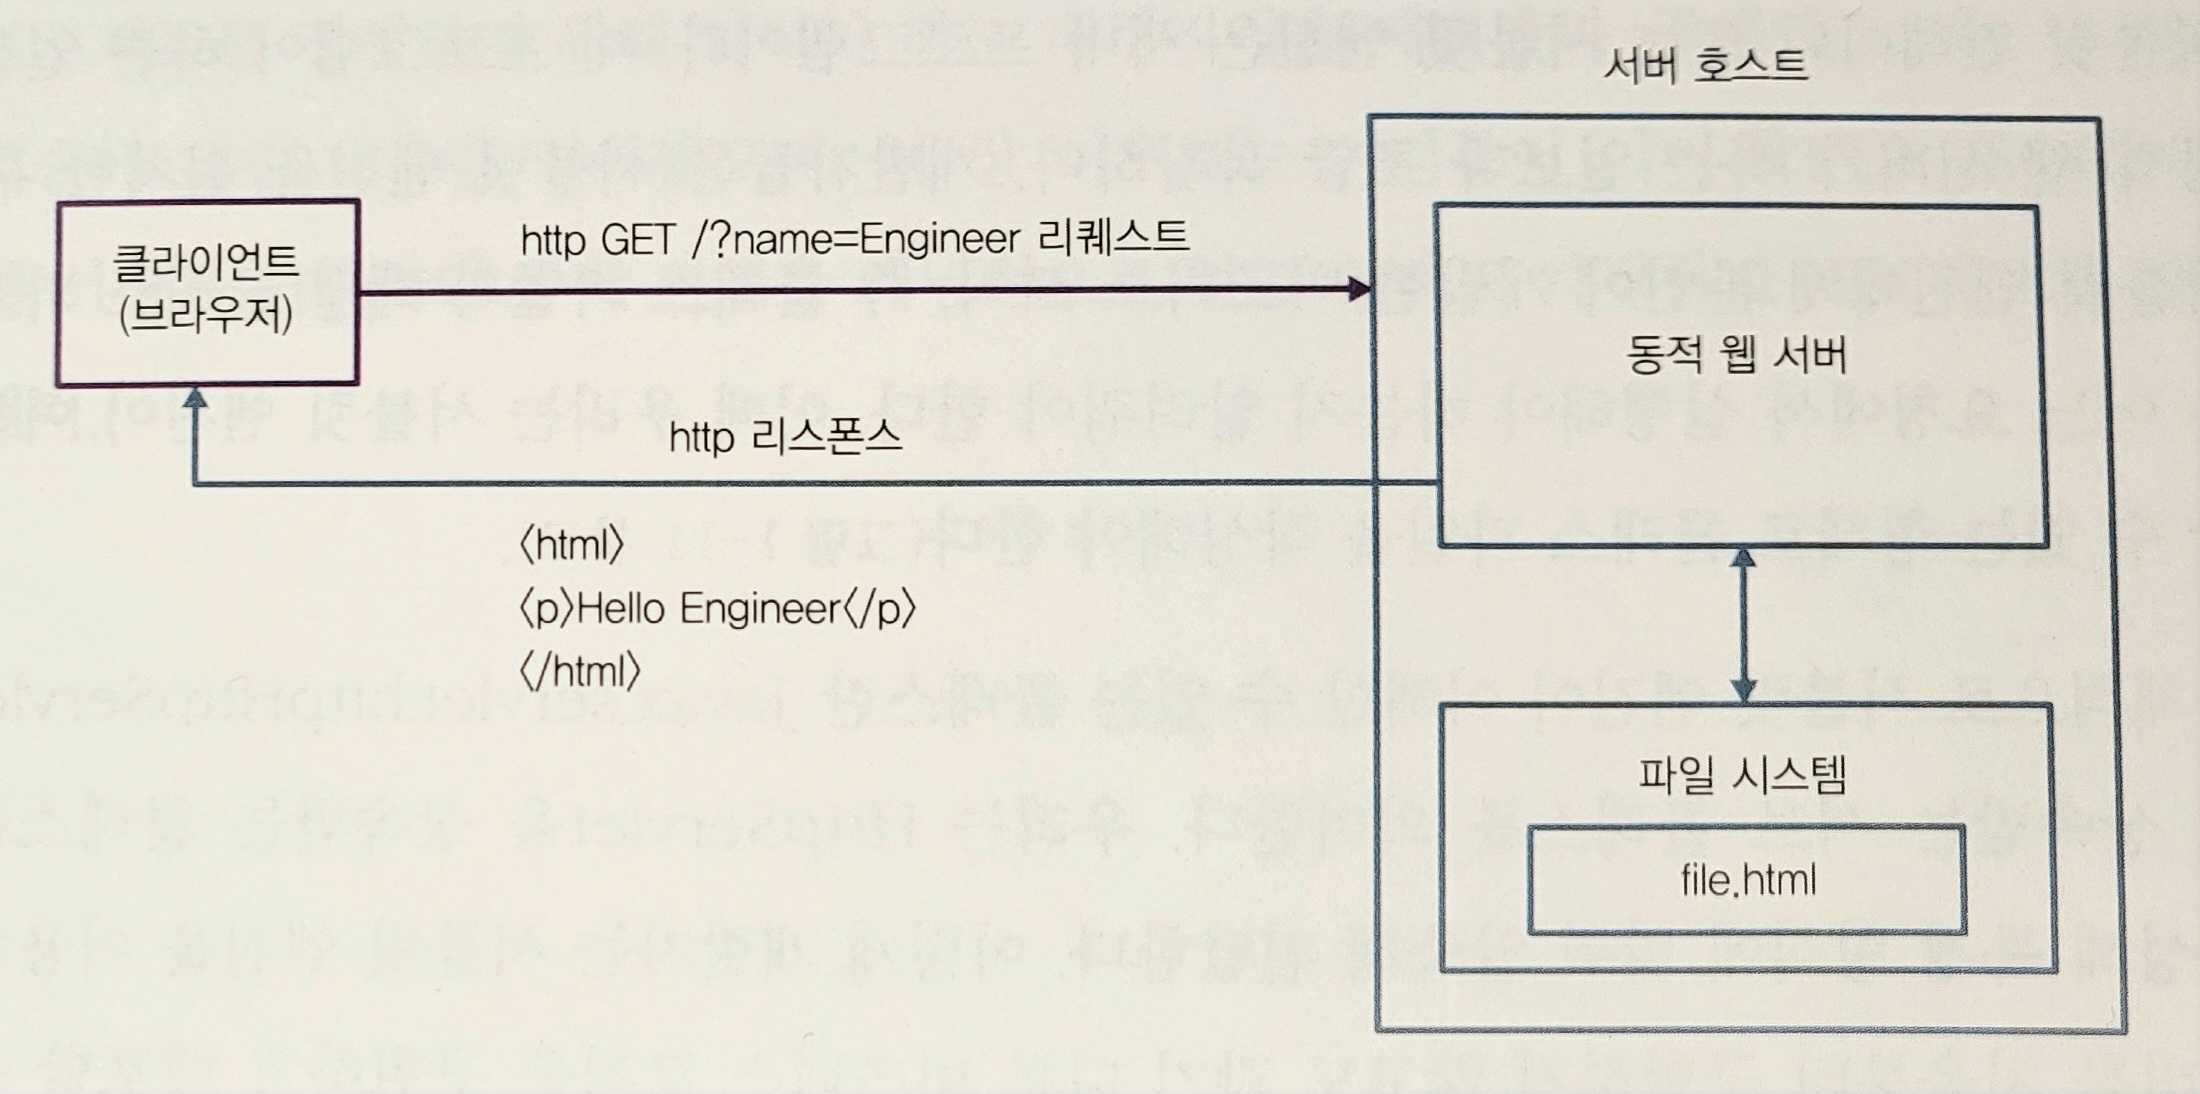 서버 호스트
클라이언트
(브라우저)
http GET /?name=Engineer 리퀘스트
동적 웹 서버
http 리스폰스
〈html〉
〈p〉Hello Engineer〈/p〉
〈/html〉
파일 시스템
file.html